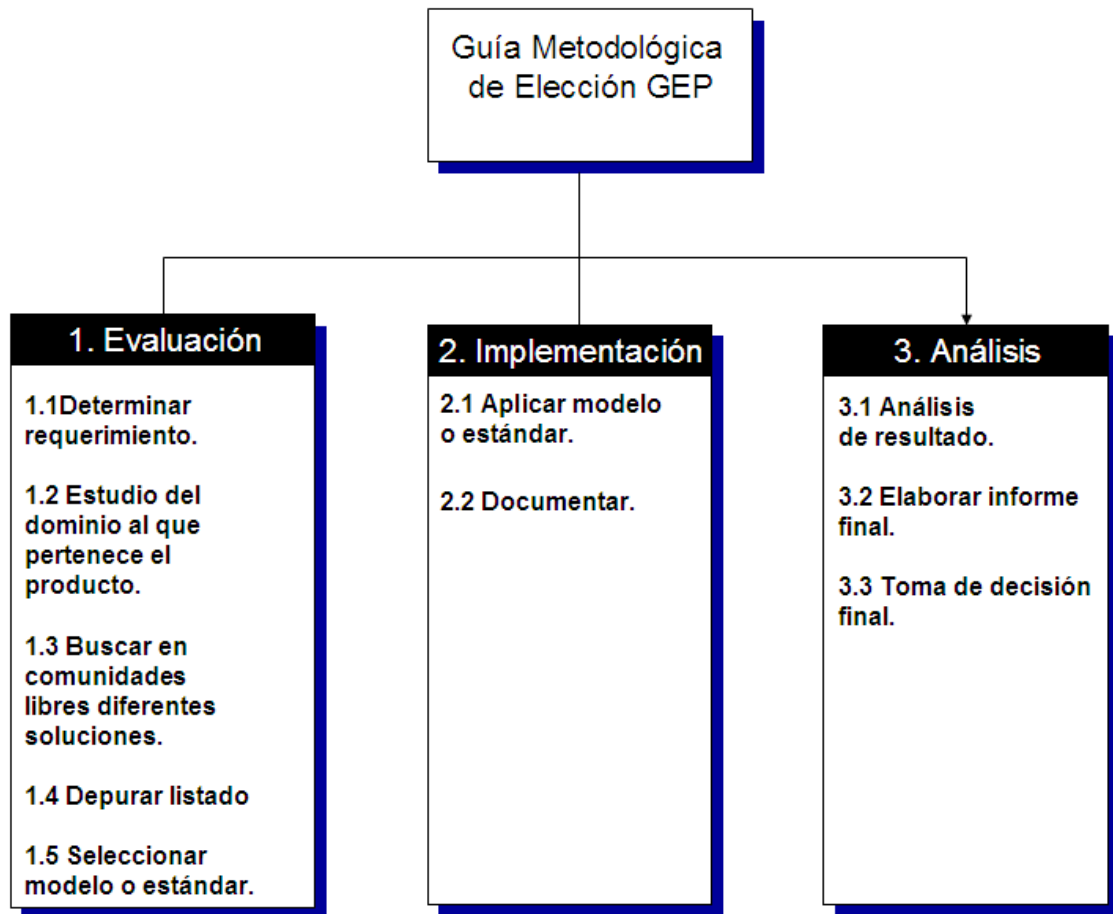 Guía Metodológica
de Elección GEP
1. Evaluación
1.1Determinar
requerimiento.
1.2 Estudio del
dominio al que
pertenece el
producto.
1.3 Buscar en
comunidades
libres diferentes
soluciones.
1.4 Depurar listado
1.5 Seleccionar
modelo o estándar.
2. Implementación
2.1 Aplicar modelo
o estándar.
2.2 Documentar.
3. Análisis
3.1 Análisis
de resultado.
3.2 Elaborar informe
final.
3.3 Toma de decisión
final.